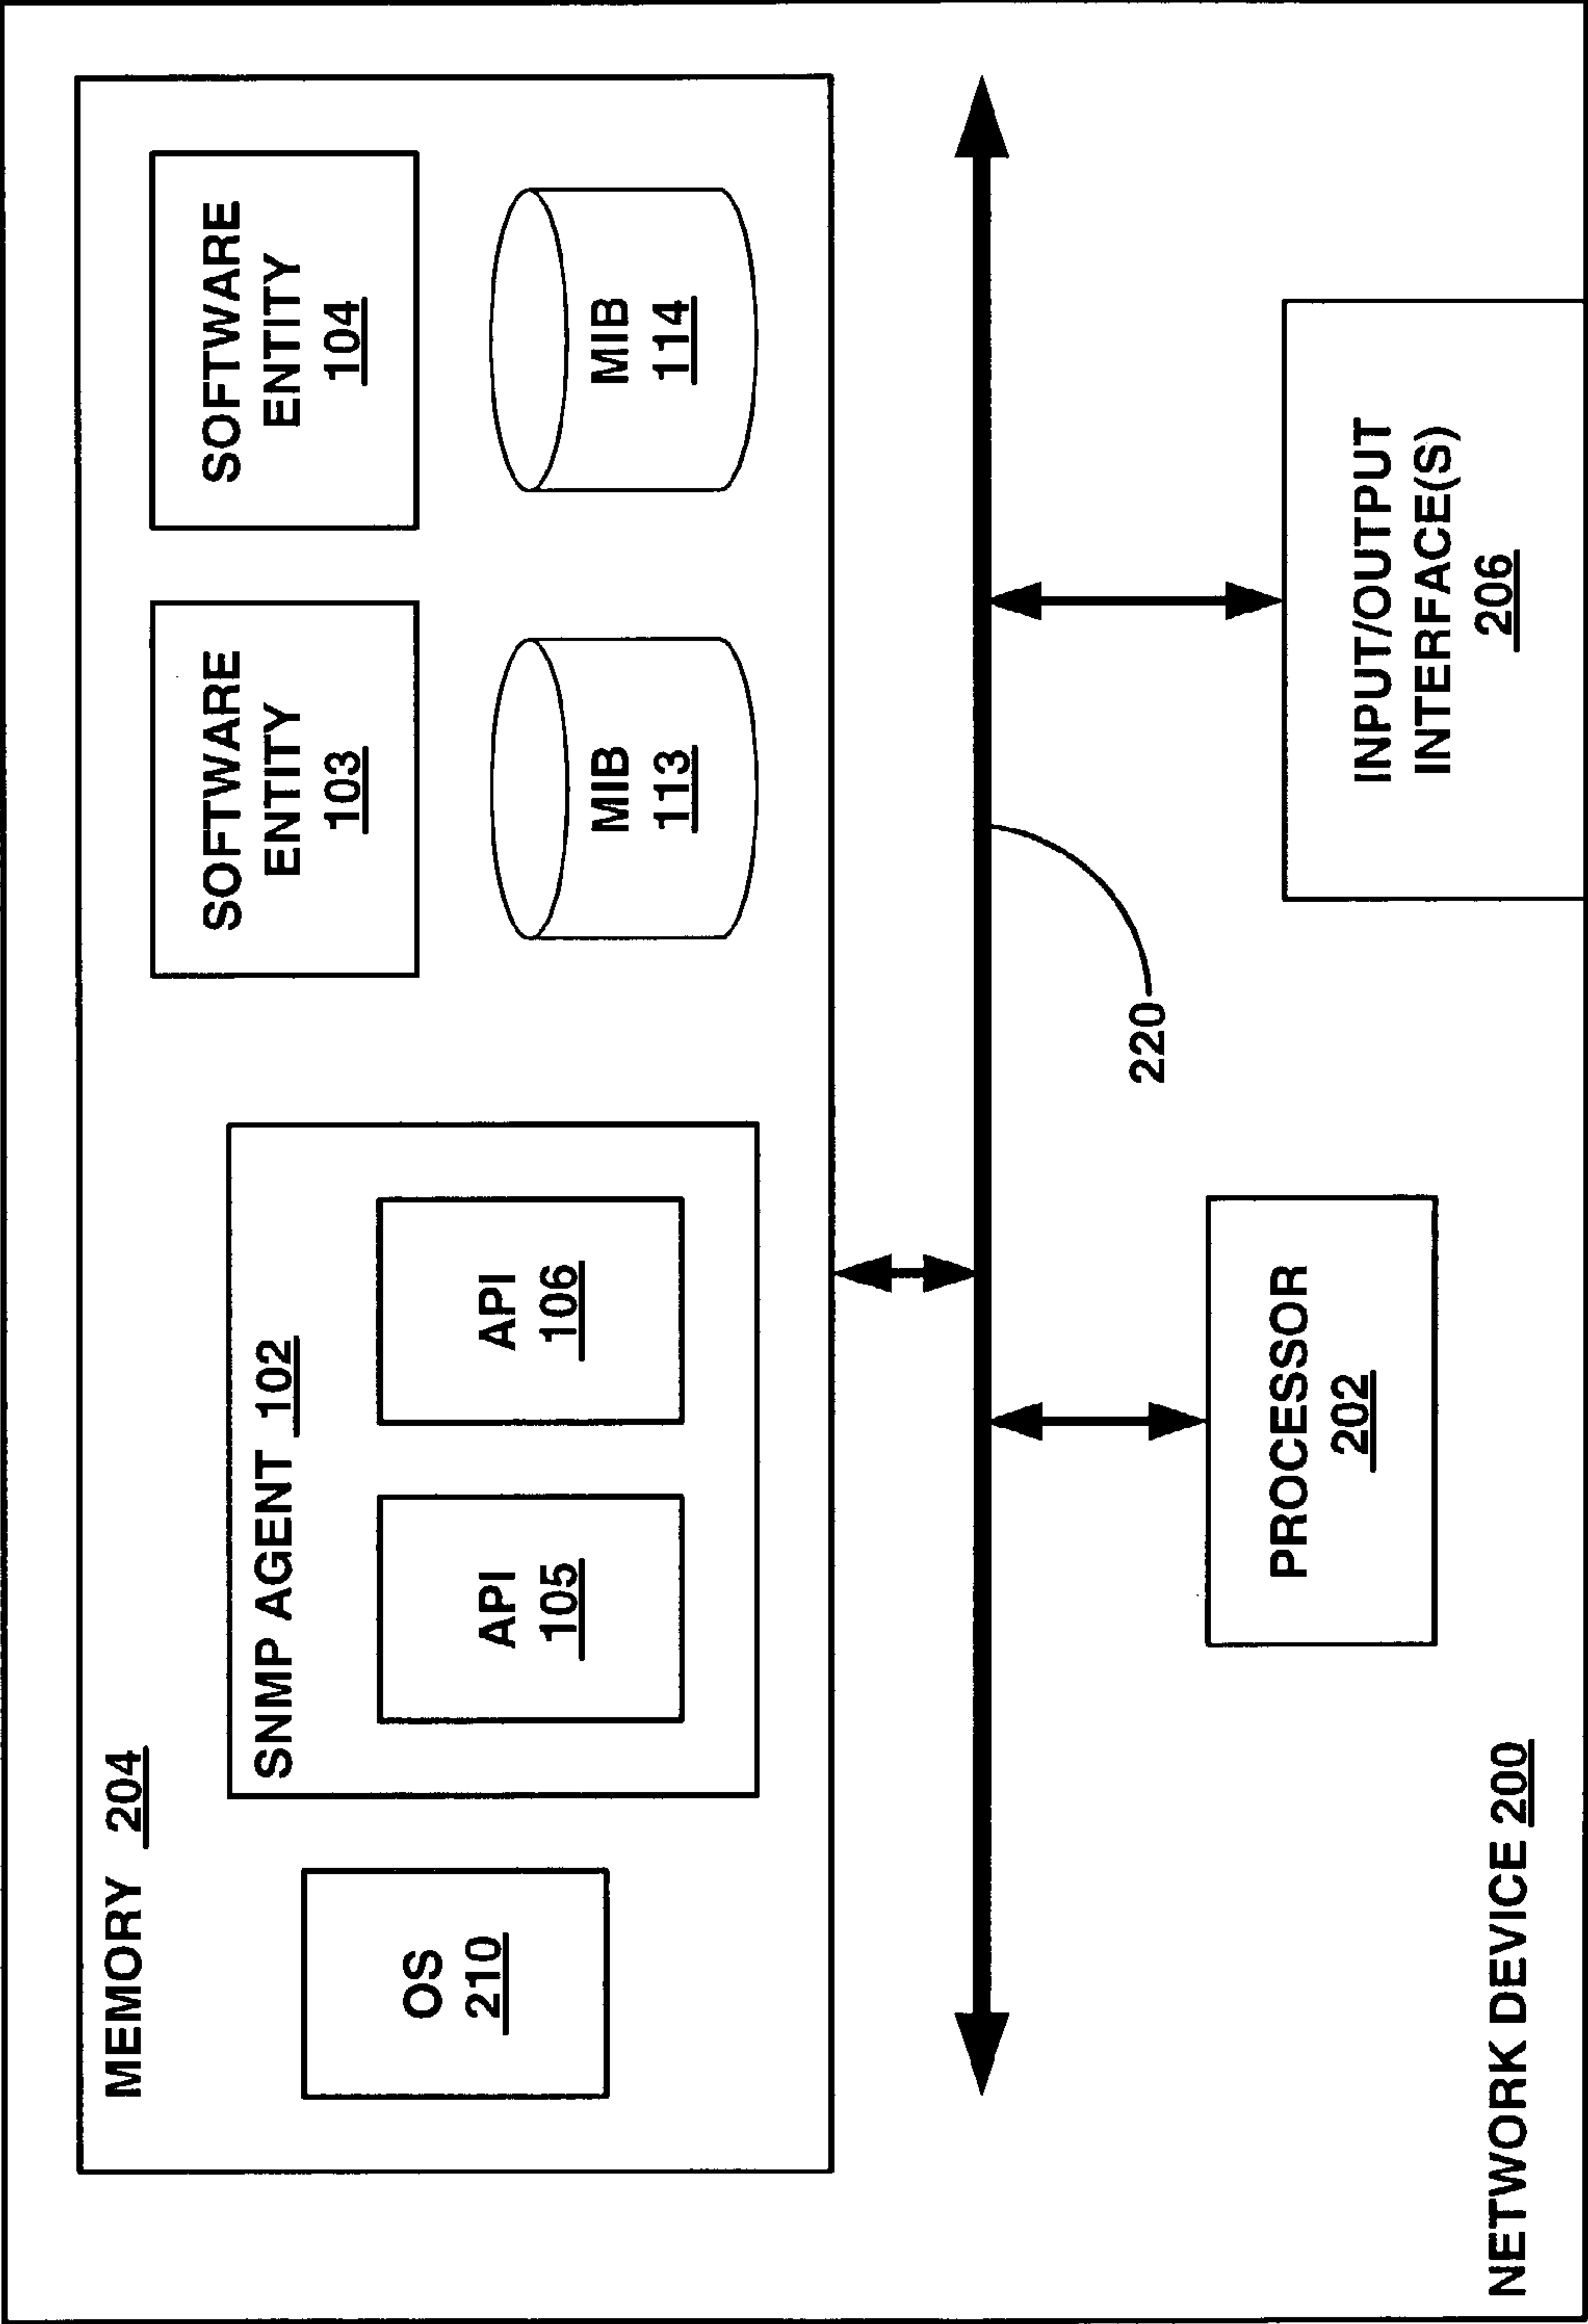 MEMORY 204
OS
210
SNMP AGENT 102
API
105
API
106
SOFTWARE
ENTITY
103
MIB
113
SOFTWARE
ENTITY
104
MIB
114
220
PROCESSOR
202
INPUT/OUTPUT
INTERFACE(S)
206
NETWORK DEVICE 200